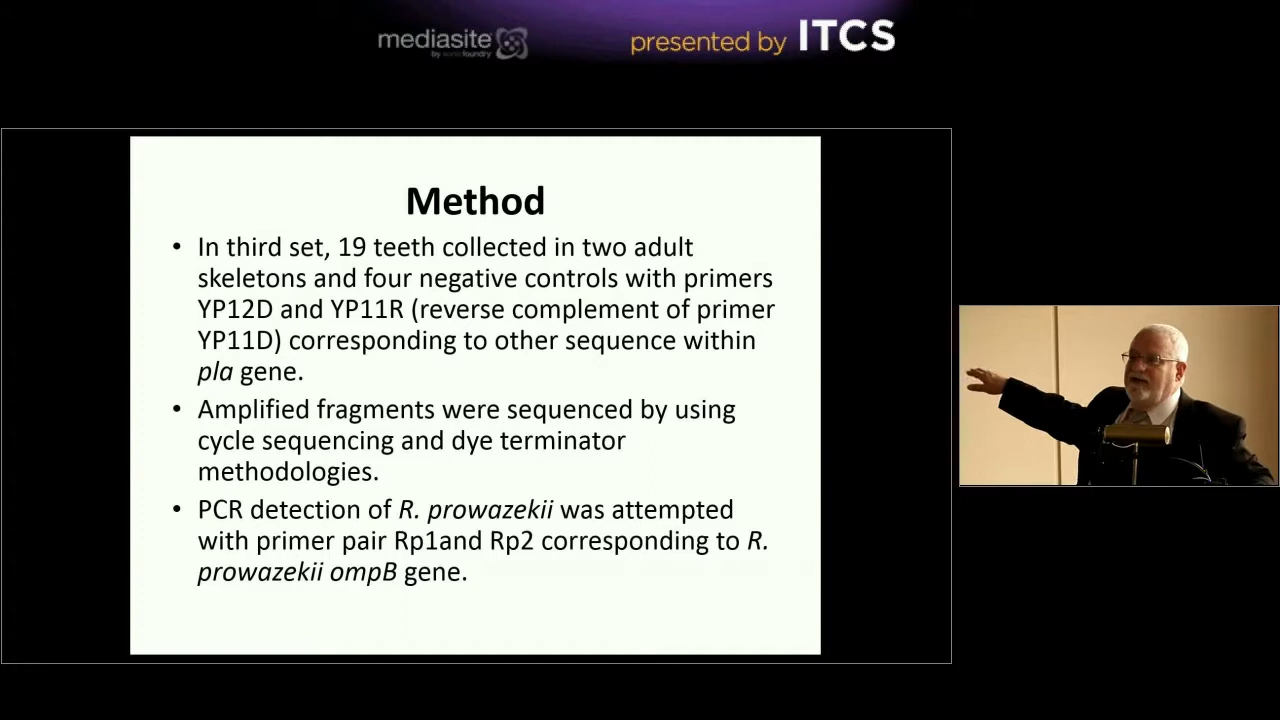 mediasite
by sonic foundry
presented by ITCS
Method
• In third set, 19 teeth collected in two adult
skeletons and four negative controls with primers
YP12D and YP11R (reverse complement of primer
YP11D) corresponding to other sequence within
pla gene.
• Amplified fragments were sequenced by using
cycle sequencing and dye terminator
methodologies.
• PCR detection of R. prowazekii was attempted
with primer pair Rp1and Rp2 corresponding to R.
prowazekii ompB gene.